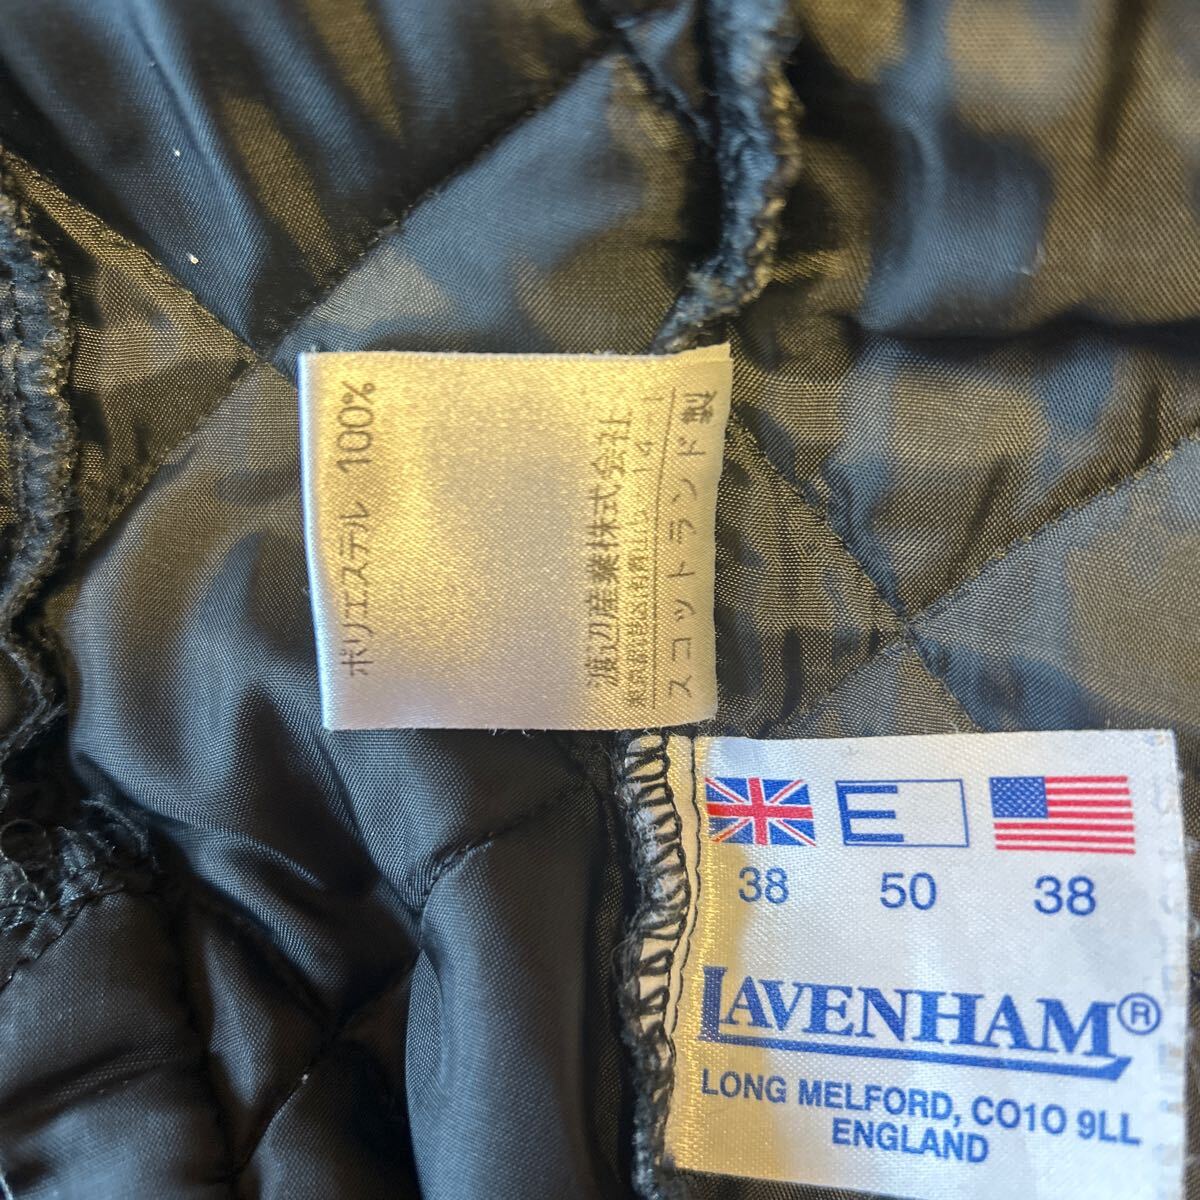 ポリエステル 100%
渡辺産業株式会社
スコットランド製
38 50 38
LAVENHAM®
LONG MELFORD, CO10 9LL
ENGLAND